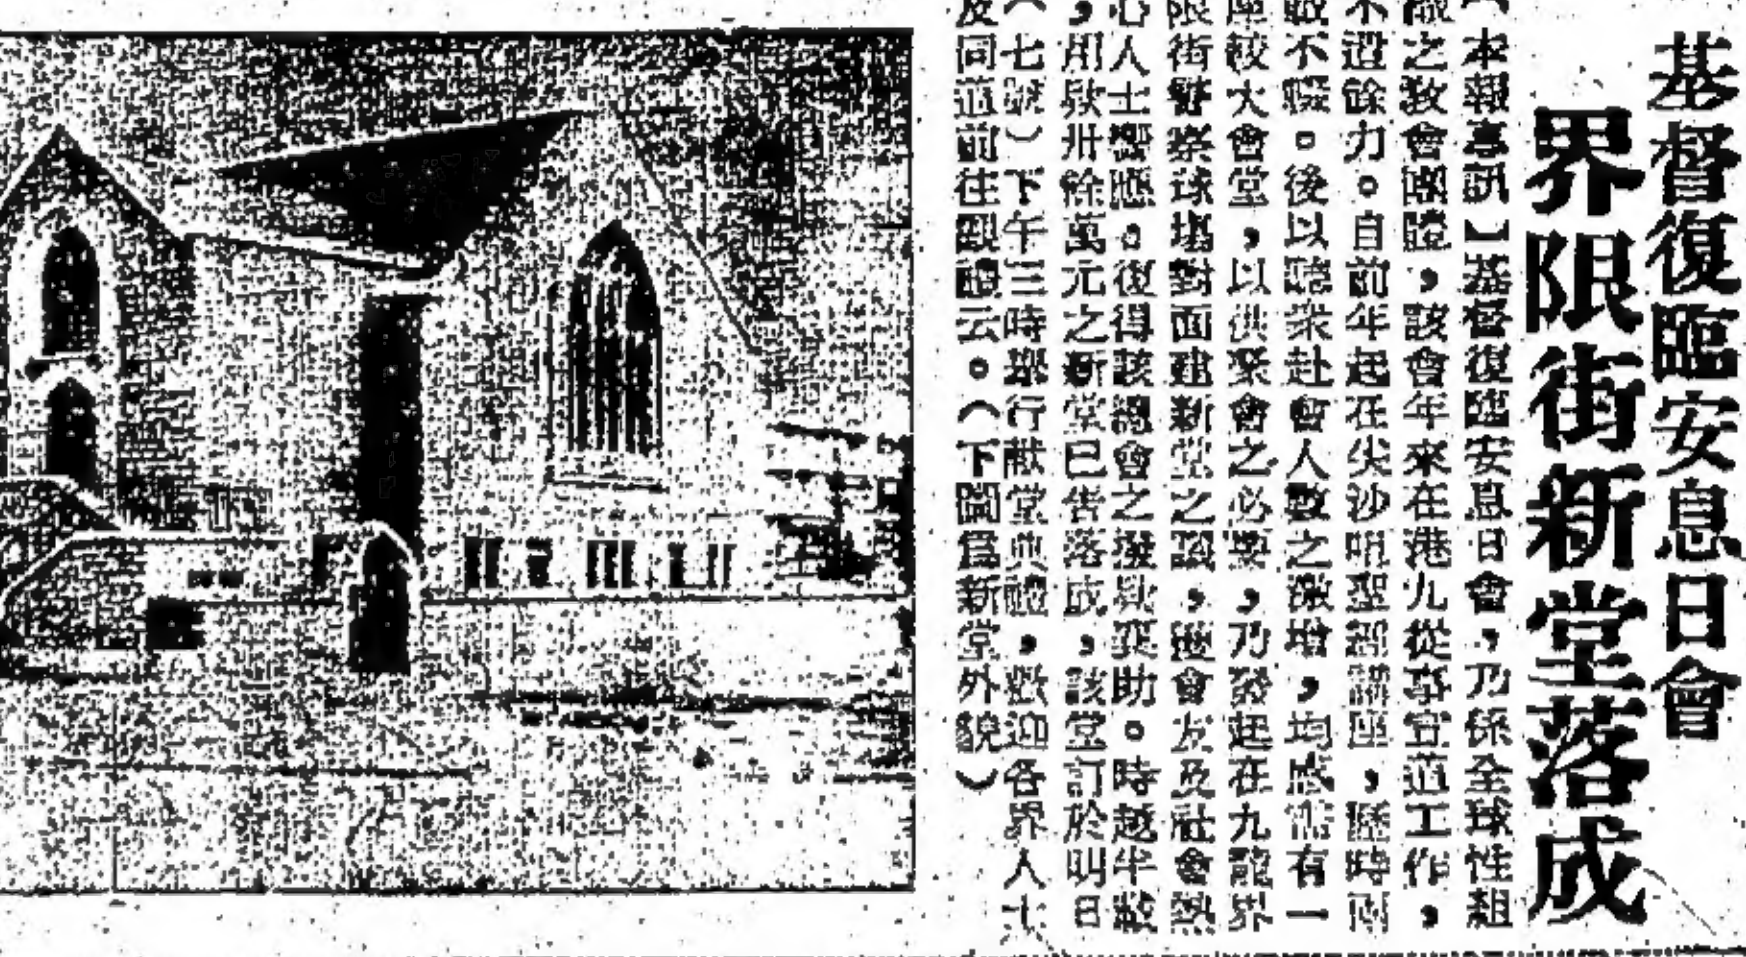 基督復臨安息日會
界限街新堂落成
【本報專訊】基督復臨安息日會,乃係全球性組
織之敎會團體,該會年來在港九從事宣道工作,
不遺餘力。自前年起在尖沙咀聖經講座,歷時兩
載不懈。後以聽衆赴會人數之激增,均感需有一
座較大會堂,以供衆會之必要,乃發起在九龍界
限街警察球塲對面建新堂之議,經會友及社會熱
心人士響應。復得該總會之撥欵襄助。時越半載
,用欵卅餘萬元之新堂已告落成,該堂訂於明日
(七號)下午三時舉行献堂典禮,歡迎各界人士
及同道前往觀禮云。(下圖爲新堂外貌)